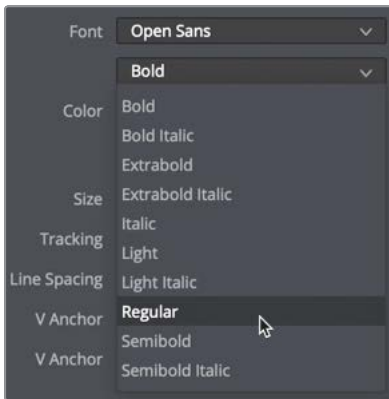 Font Open Sans
Bold
Color Bold
Bold Italic
Extrabold
Size Extrabold Italic
Italic
Tracking
Light
Line Spacing Light Italic
V Anchor Regular
Semibold
V Anchor
Semibold Italic